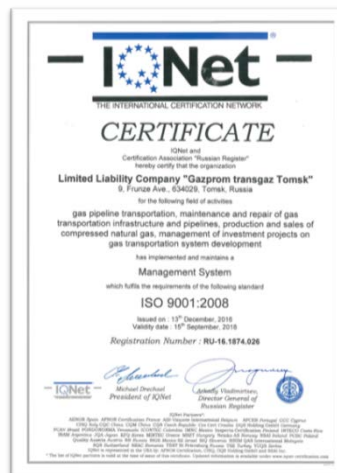 IQNet
THE INTERNATIONAL CERTIFICATION NETWORK
CERTIFICATE
IQNet and
Certification Association "Russian Register"
hereby certify that the organization
Limited Liability Company "Gazprom transgaz Tomsk"
9, Frunze Ave., 634029, Tomsk, Russia
for the following field of activities
gas pipeline transportation, maintenance and repair of gas
transportation infrastructure and pipelines, production and sales of
compressed natural gas, management of investment projects on
gas transportation system development
has implemented and maintains a
Management System
which fulfils the requirements of the following standard
ISO 9001:2008
Issued on : 13th December, 2016
Validity date : 15th September, 2018
Registration Number : RU-16.1874.026
IQNet
Michael Drechsel
President of IQNet
Arkady Vladimirtsev
Director General of
Russian Register
IQNet Partners*: